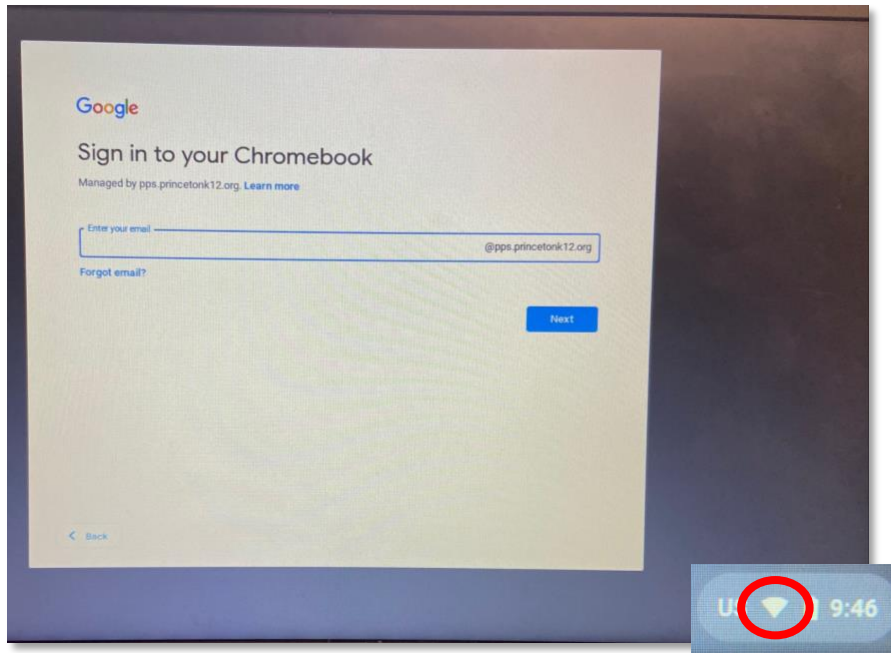 Google
Sign in to your Chromebook
Managed by pps.princetonk12.org. Learn more
Enter your email
@pps.princetonk12.org
Forgot email?
Next
Back
9:46